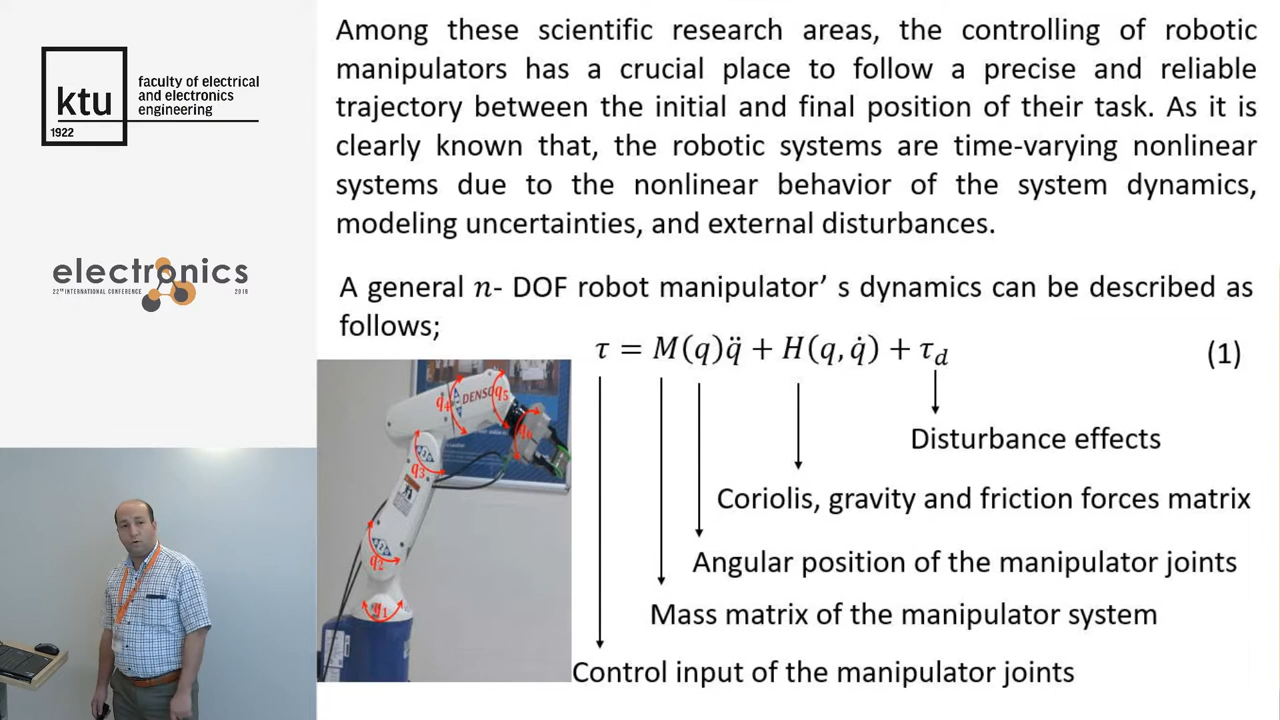 ktu
1922
faculty of electrical
and electronics
engineering
electronics
22TH INTERNATIONAL CONFERENCE 2018
Among these scientific research areas, the controlling of robotic
manipulators has a crucial place to follow a precise and reliable
trajectory between the initial and final position of their task. As it is
clearly known that, the robotic systems are time-varying nonlinear
systems due to the nonlinear behavior of the system dynamics,
modeling uncertainties, and external disturbances.
A general n- DOF robot manipulator’ s dynamics can be described as
follows;
τ = M(q)q̈ + H(q, q̇) + τd (1)
Disturbance effects
Coriolis, gravity and friction forces matrix
Angular position of the manipulator joints
Mass matrix of the manipulator system
Control input of the manipulator joints
q4
DENSO
q5
q6
q3
q2
q1